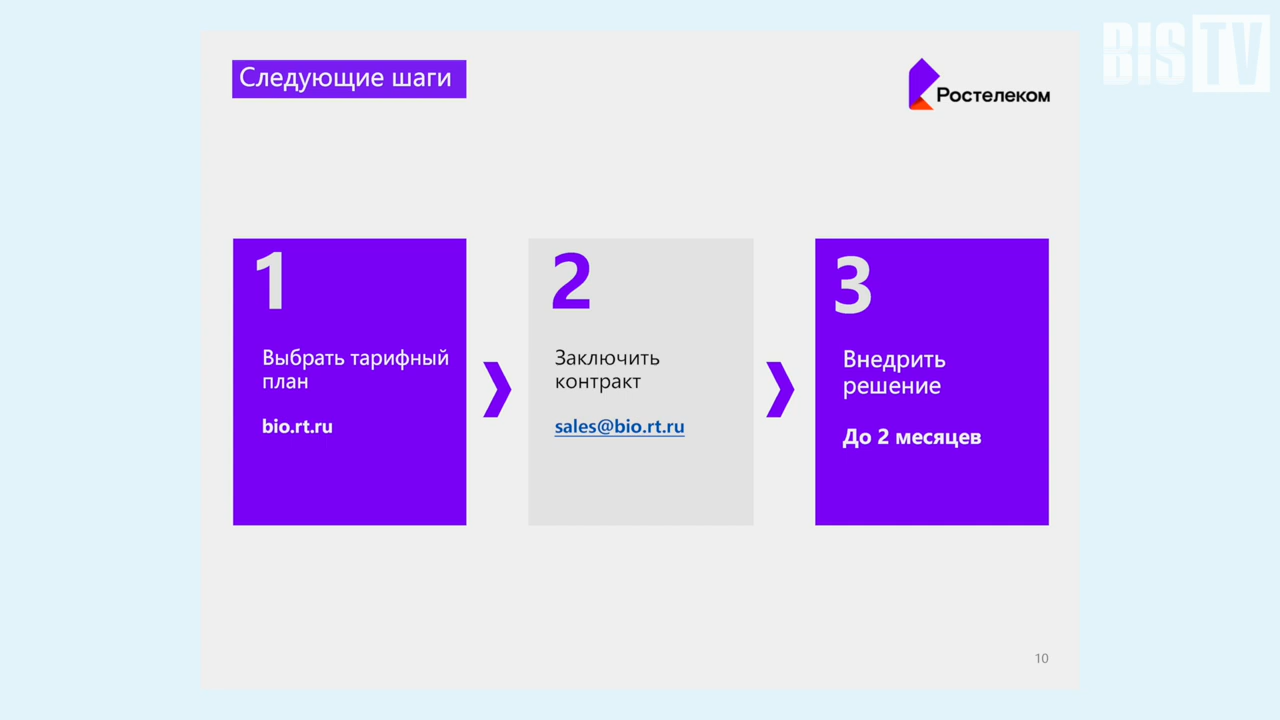 BIS TV
Следующие шаги
Ростелеком
1
Выбрать тарифный
план
bio.rt.ru
2
Заключить
контракт
sales@bio.rt.ru
3
Внедрить
решение
До 2 месяцев
10